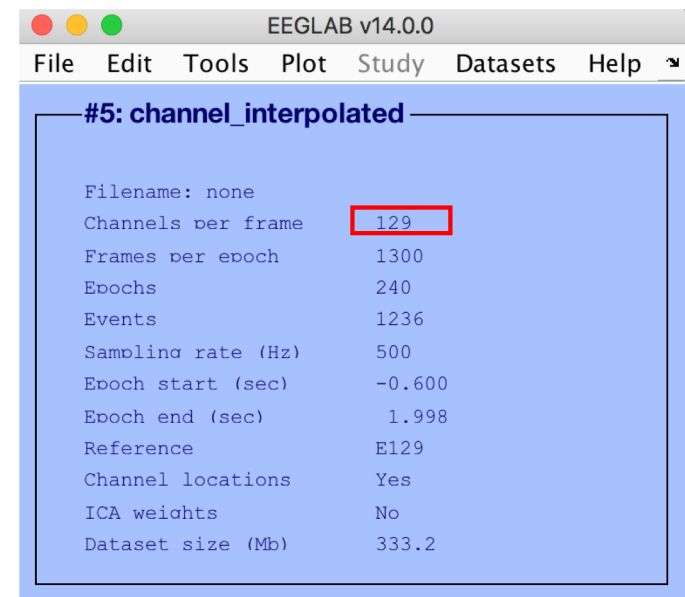 EEGLAB v14.0.0
File Edit Tools Plot Study Datasets Help
#5: channel_interpolated
Filename: none
Channels per frame 129
Frames per epoch 1300
Epochs 240
Events 1236
Sampling rate (Hz) 500
Epoch start (sec) -0.600
Epoch end (sec) 1.998
Reference E129
Channel locations Yes
ICA weights No
Dataset size (Mb) 333.2